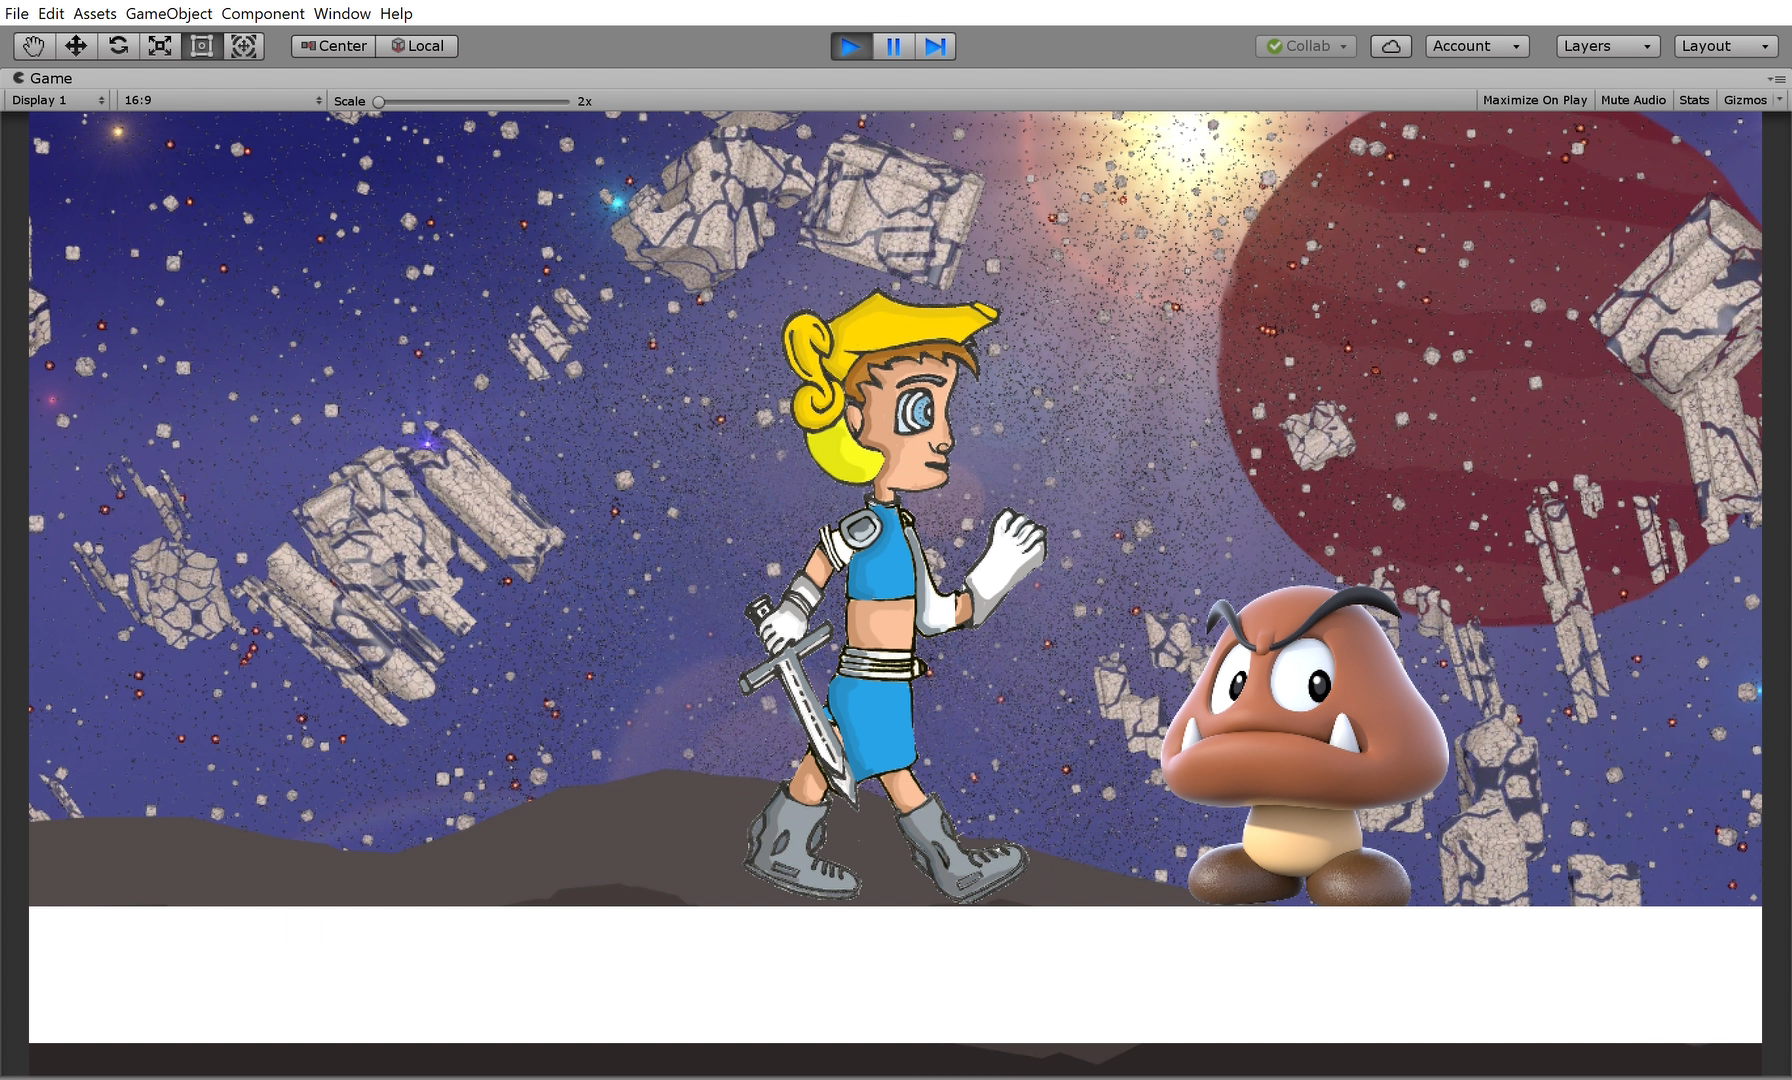 File Edit Assets GameObject Component Window Help
Center Local Collab Account Layers Layout
Game
Display 1 16:9 Scale 2x Maximize On Play Mute Audio Stats Gizmos